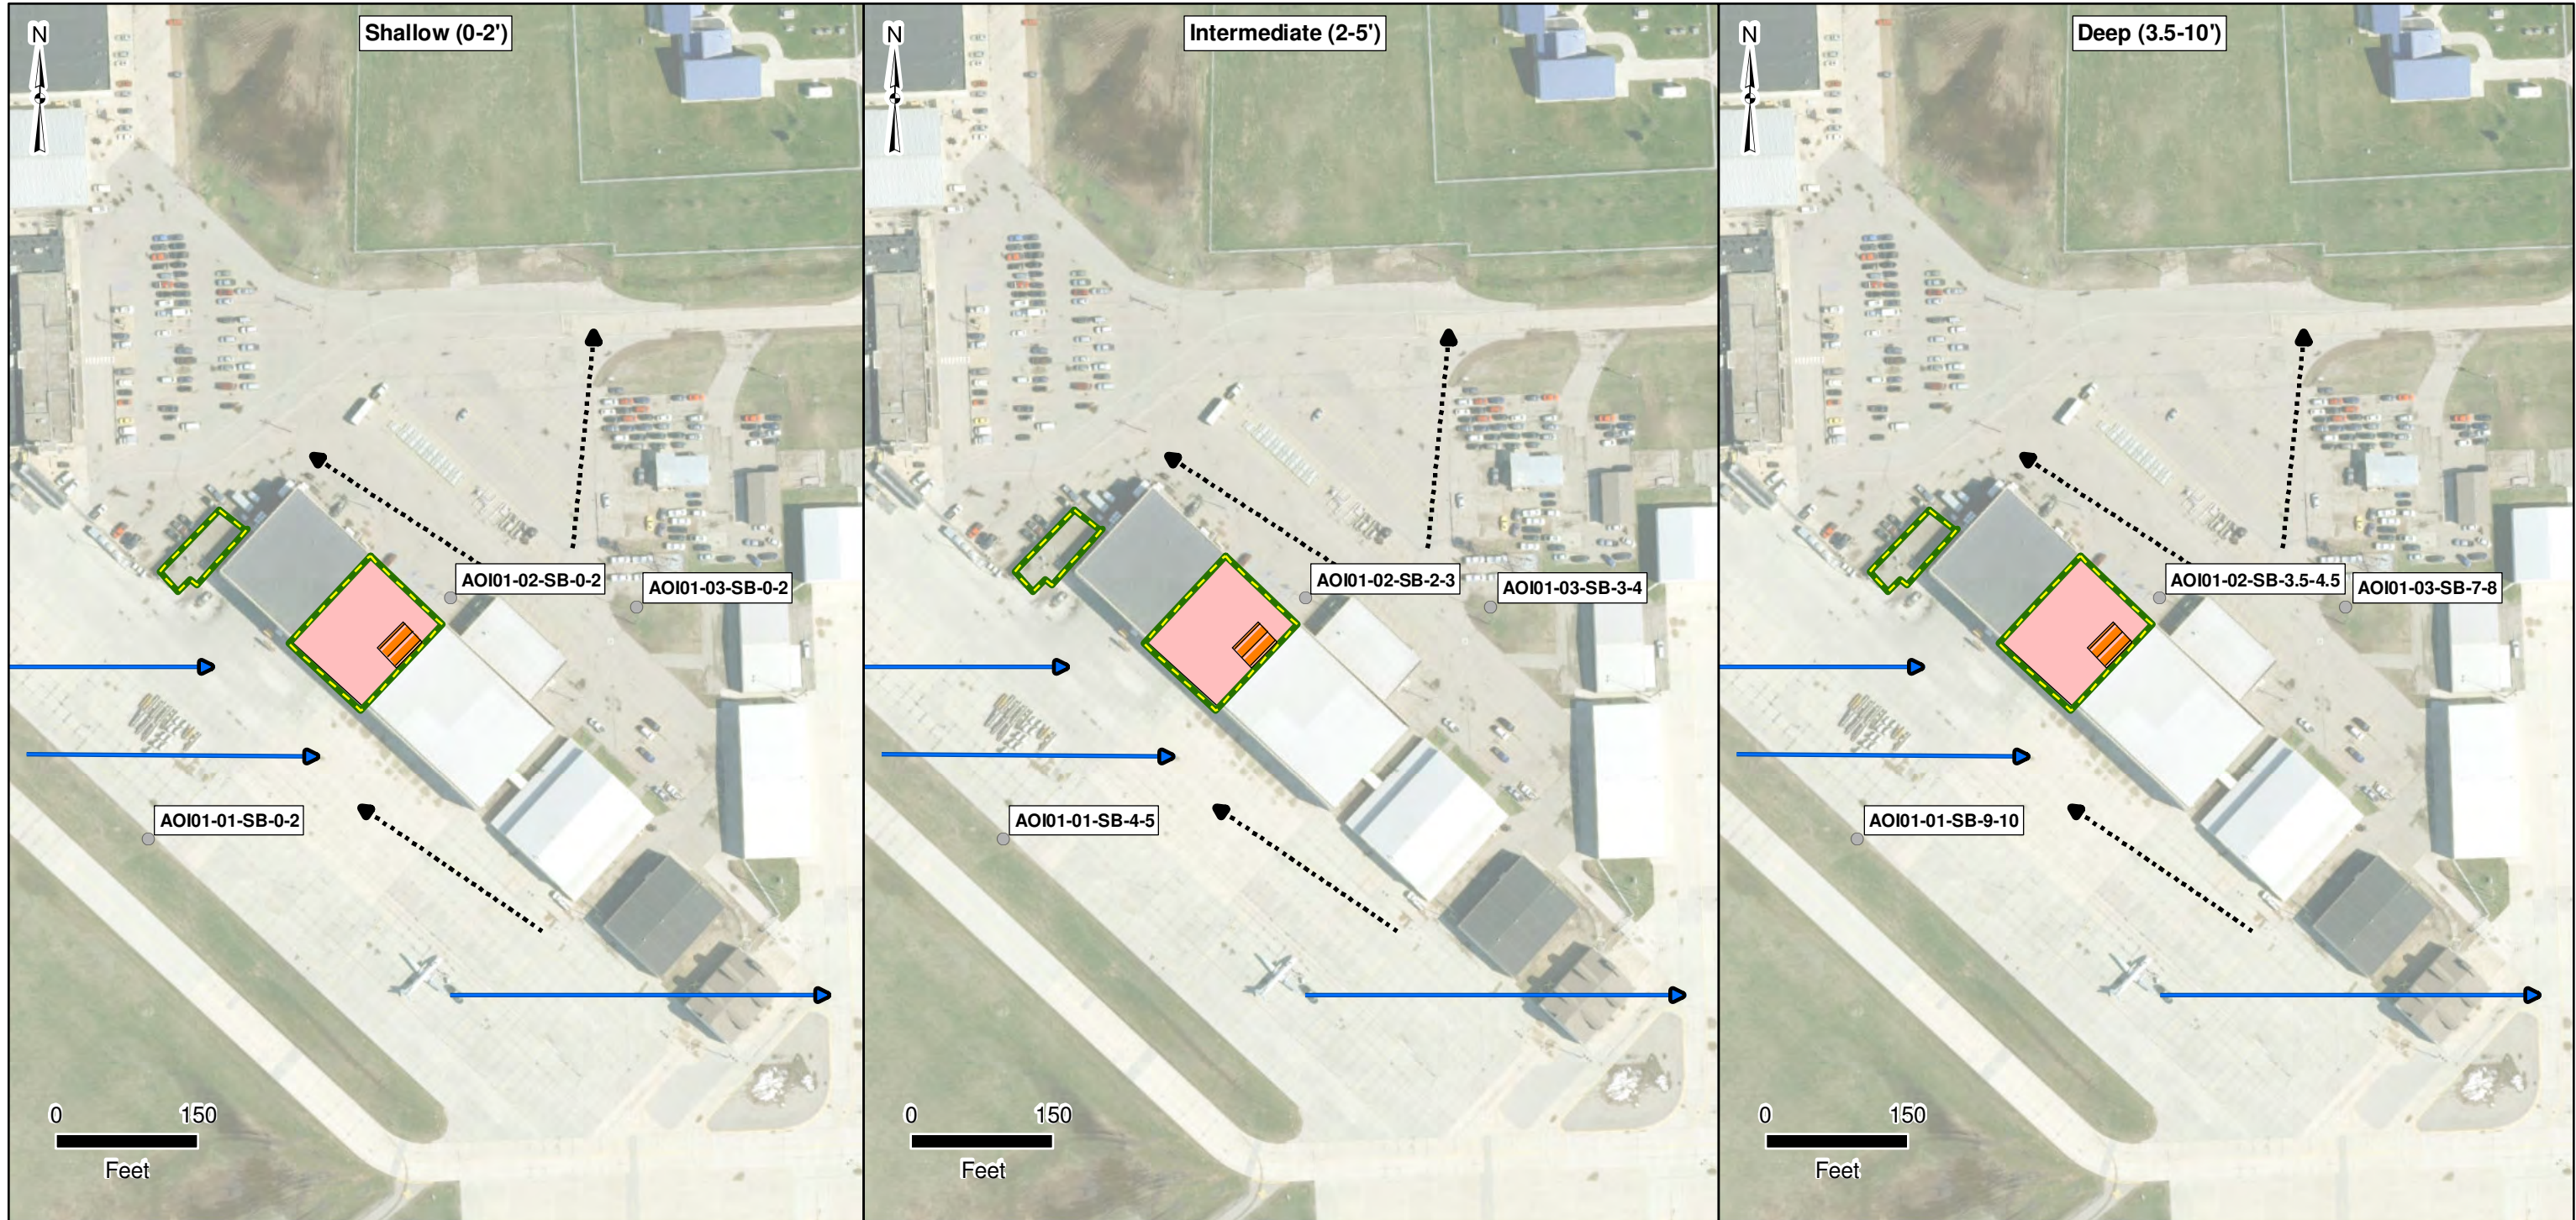 N
Shallow (0-2')
AOI01-02-SB-0-2
AOI01-03-SB-0-2
AOI01-01-SB-0-2
0 150
Feet
N
Intermediate (2-5')
AOI01-02-SB-2-3
AOI01-03-SB-3-4
AOI01-01-SB-4-5
0 150
Feet
N
Deep (3.5-10')
AOI01-02-SB-3.5-4.5
AOI01-03-SB-7-8
AOI01-01-SB-9-10
0 150
Feet